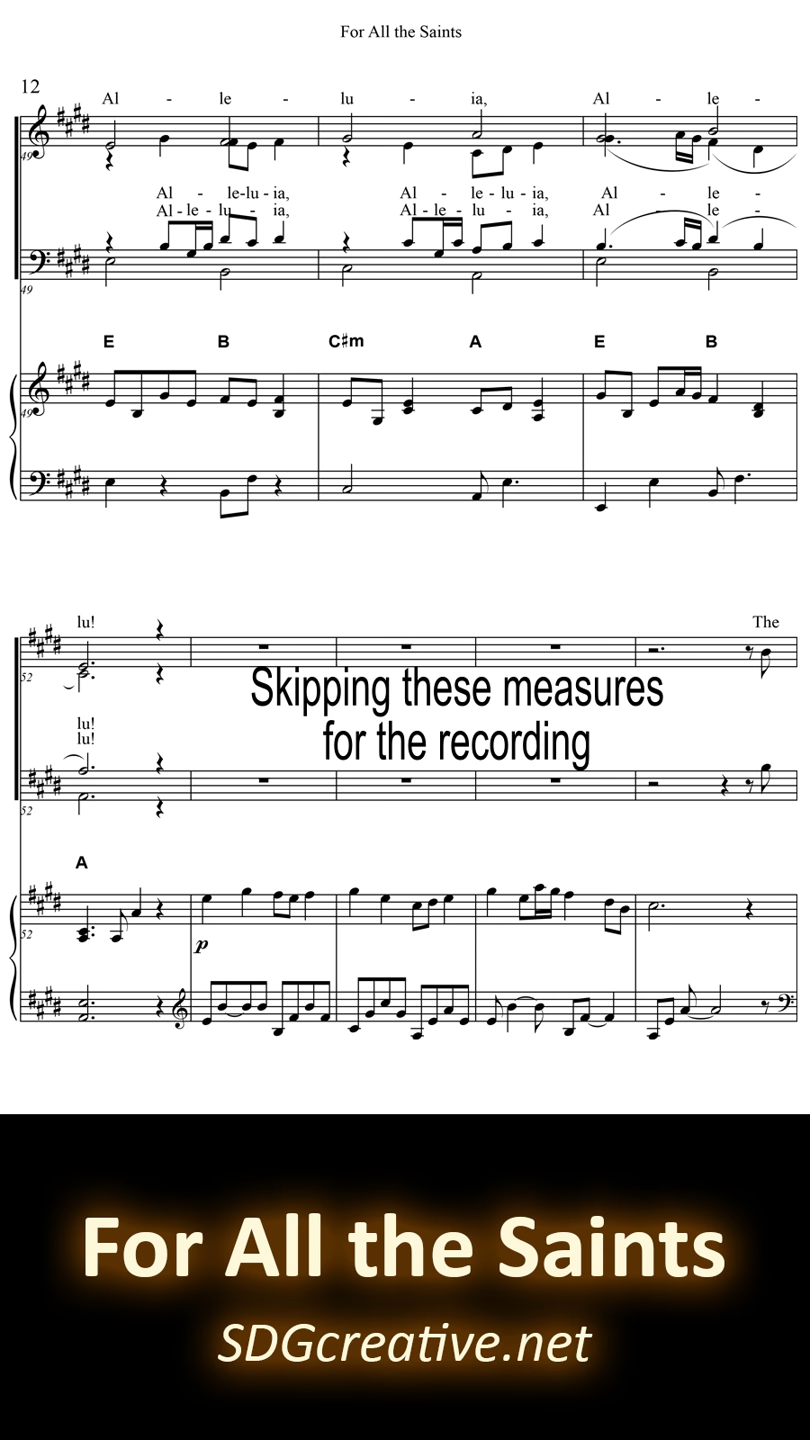 For All the Saints
12
Al - le - lu - ia, Al - le -
49
Al - le-lu - ia, Al - le - lu - ia, Al - le -
Al - le - lu - ia, Al - le - lu - ia, Al - le -
49
E B C#m A E B
49
lu! The
52
Skipping these measures
lu!
lu!
for the recording
52
A
52
p
For All the Saints
SDGcreative.net